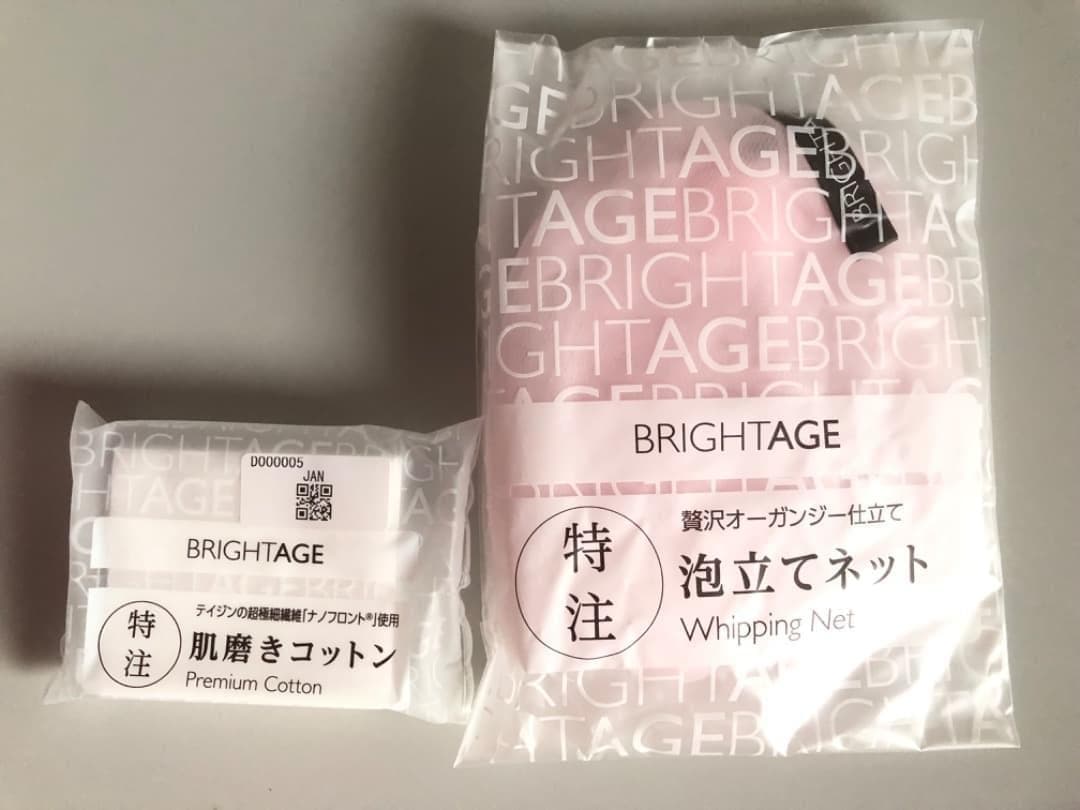 D000005
JAN
BRIGHTAGE
特注
テイジンの超極細繊維「ナノフロント®」使用
肌磨きコットン
Premium Cotton
BRIGHTAGE
特注
贅沢オーガンジー仕立て
泡立てネット
Whipping Net